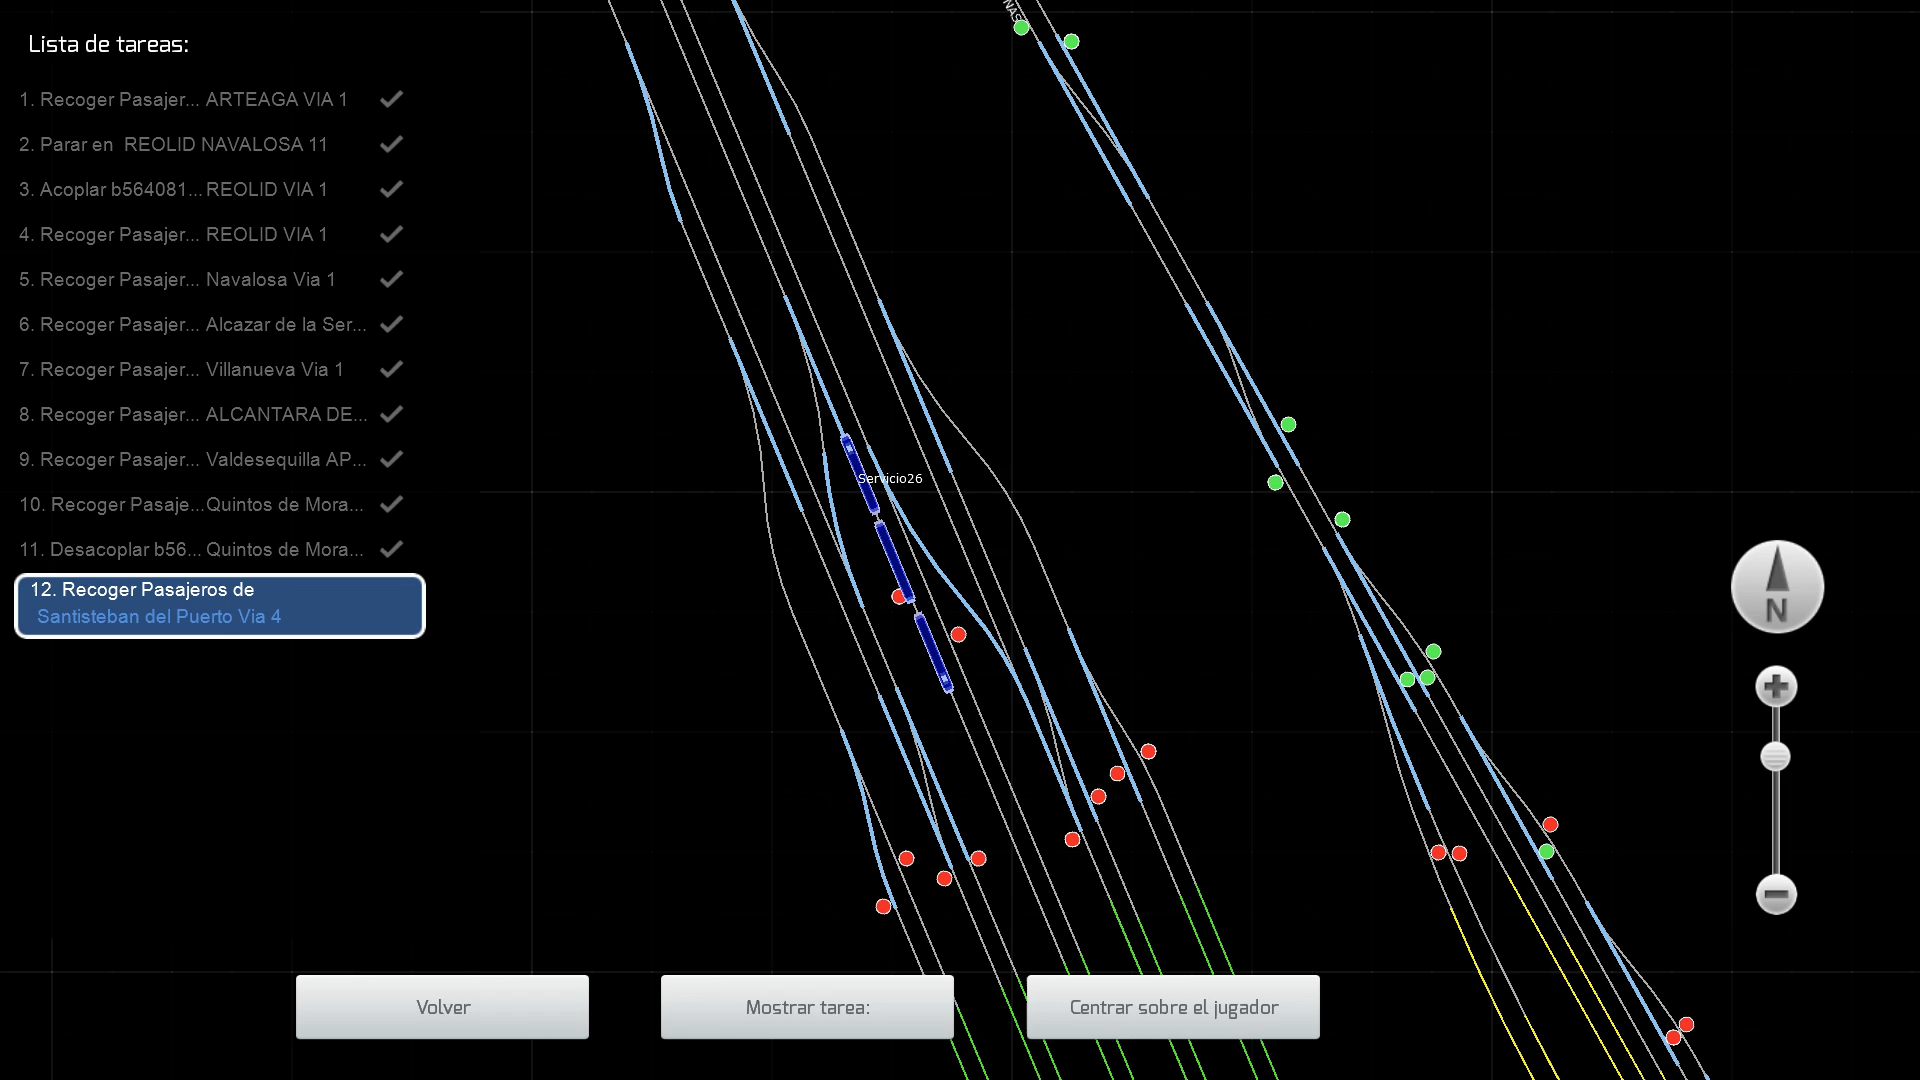 Lista de tareas:
1. Recoger Pasajer... ARTEAGA VIA 1
2. Parar en  REOLID NAVALOSA 11
3. Acoplar b564081... REOLID VIA 1
4. Recoger Pasajer... REOLID VIA 1
5. Recoger Pasajer... Navalosa Via 1
6. Recoger Pasajer... Alcazar de la Ser...
7. Recoger Pasajer... Villanueva Via 1
8. Recoger Pasajer... ALCANTARA DE...
9. Recoger Pasajer... Valdesequilla AP...
10. Recoger Pasaje... Quintos de Mora...
11. Desacoplar b56... Quintos de Mora...
12. Recoger Pasajeros de
Santisteban del Puerto Via 4
Servicio26
N
Volver
Mostrar tarea:
Centrar sobre el jugador